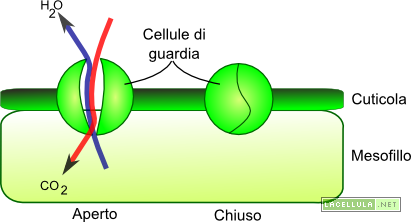 H₂O
Cellule di
guardia
Cuticola
Mesofillo
CO₂
LACELLULA.NET
Aperto
Chiuso